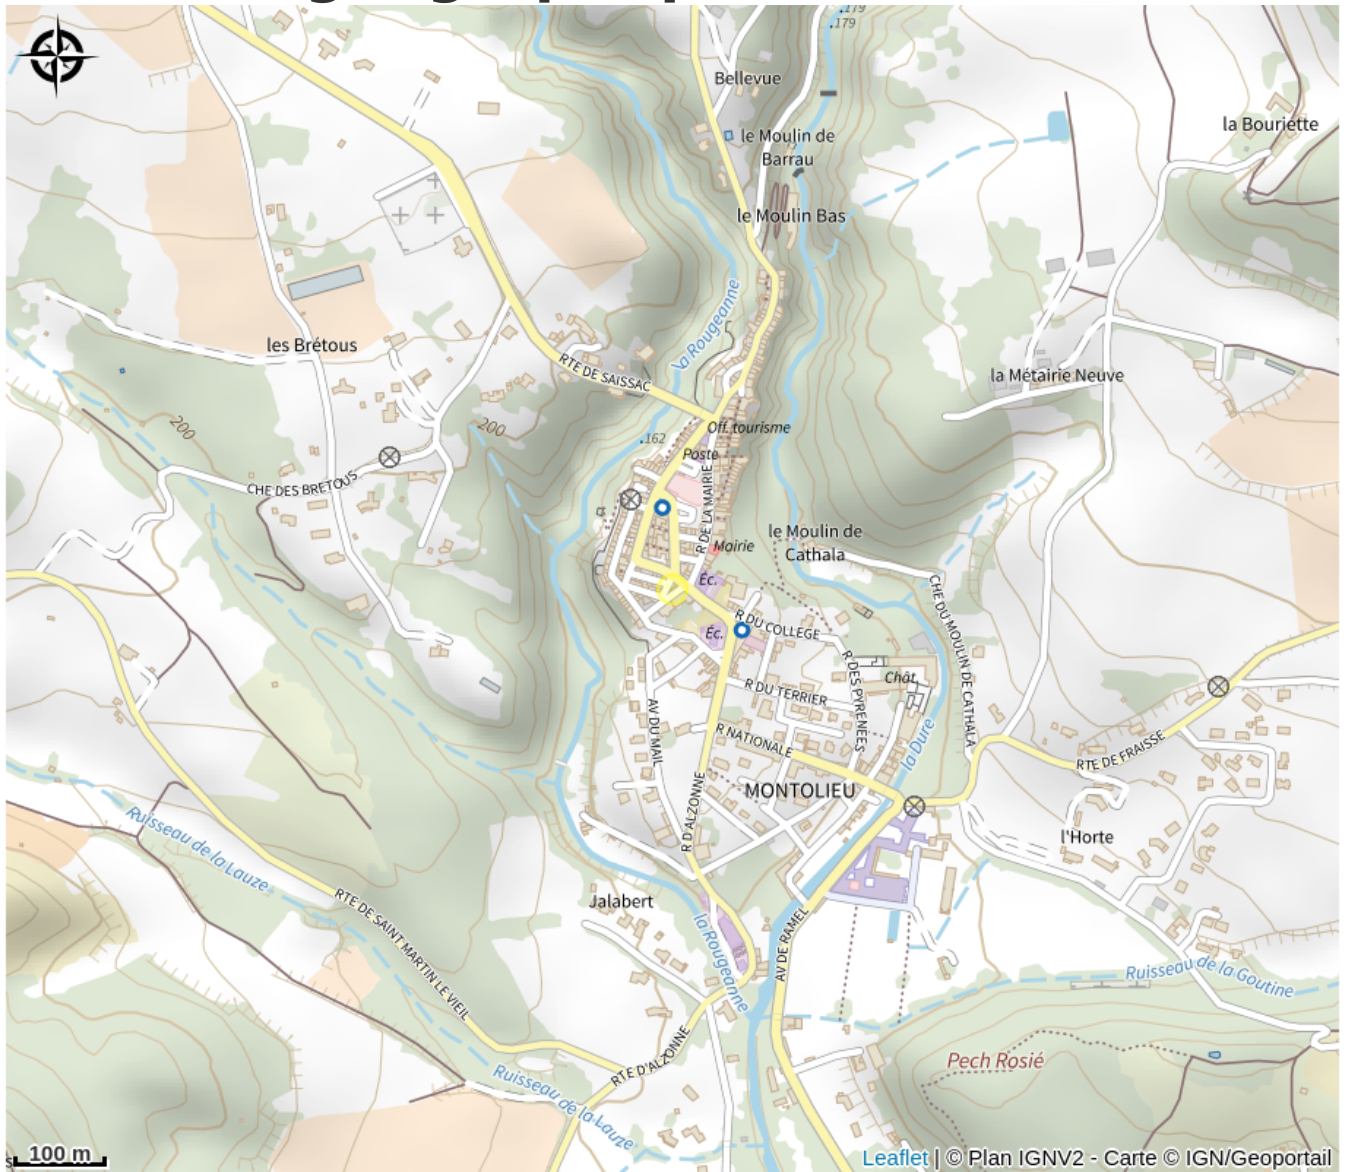 .179
.179
Bellevue
la Bouriette
le Moulin de
Barrau
le Moulin Bas
la Rougeanne
les Brétous
RTE DE SAISSAC
la Métairie Neuve
200
200
Off. tourisme
.162
Poste
CHE DES BRETOUS
R DE LA MAIRIE
le Moulin de
Cathala
Mairie
Éc.
CHE DU MOULIN DE CATHALA
R DU COLLEGE
Éc.
R DES PYRENEES
Chât.
R DU TERRIER
AV DU MAIL
la Dure
R NATIONALE
RTE DE FRAISSE
MONTOLIEU
R D'ALZONNE
Ruisseau de la Lauze
l'Horte
RTE DE SAINT MARTIN LE VIEIL
Jalabert
la Rougeanne
AV DE RAMEL
Ruisseau de la Goutine
RTE D'ALZONNE
Pech Rosié
Ruisseau de la Lauze
100 m
Leaflet | © Plan IGNV2 - Carte © IGN/Geoportail